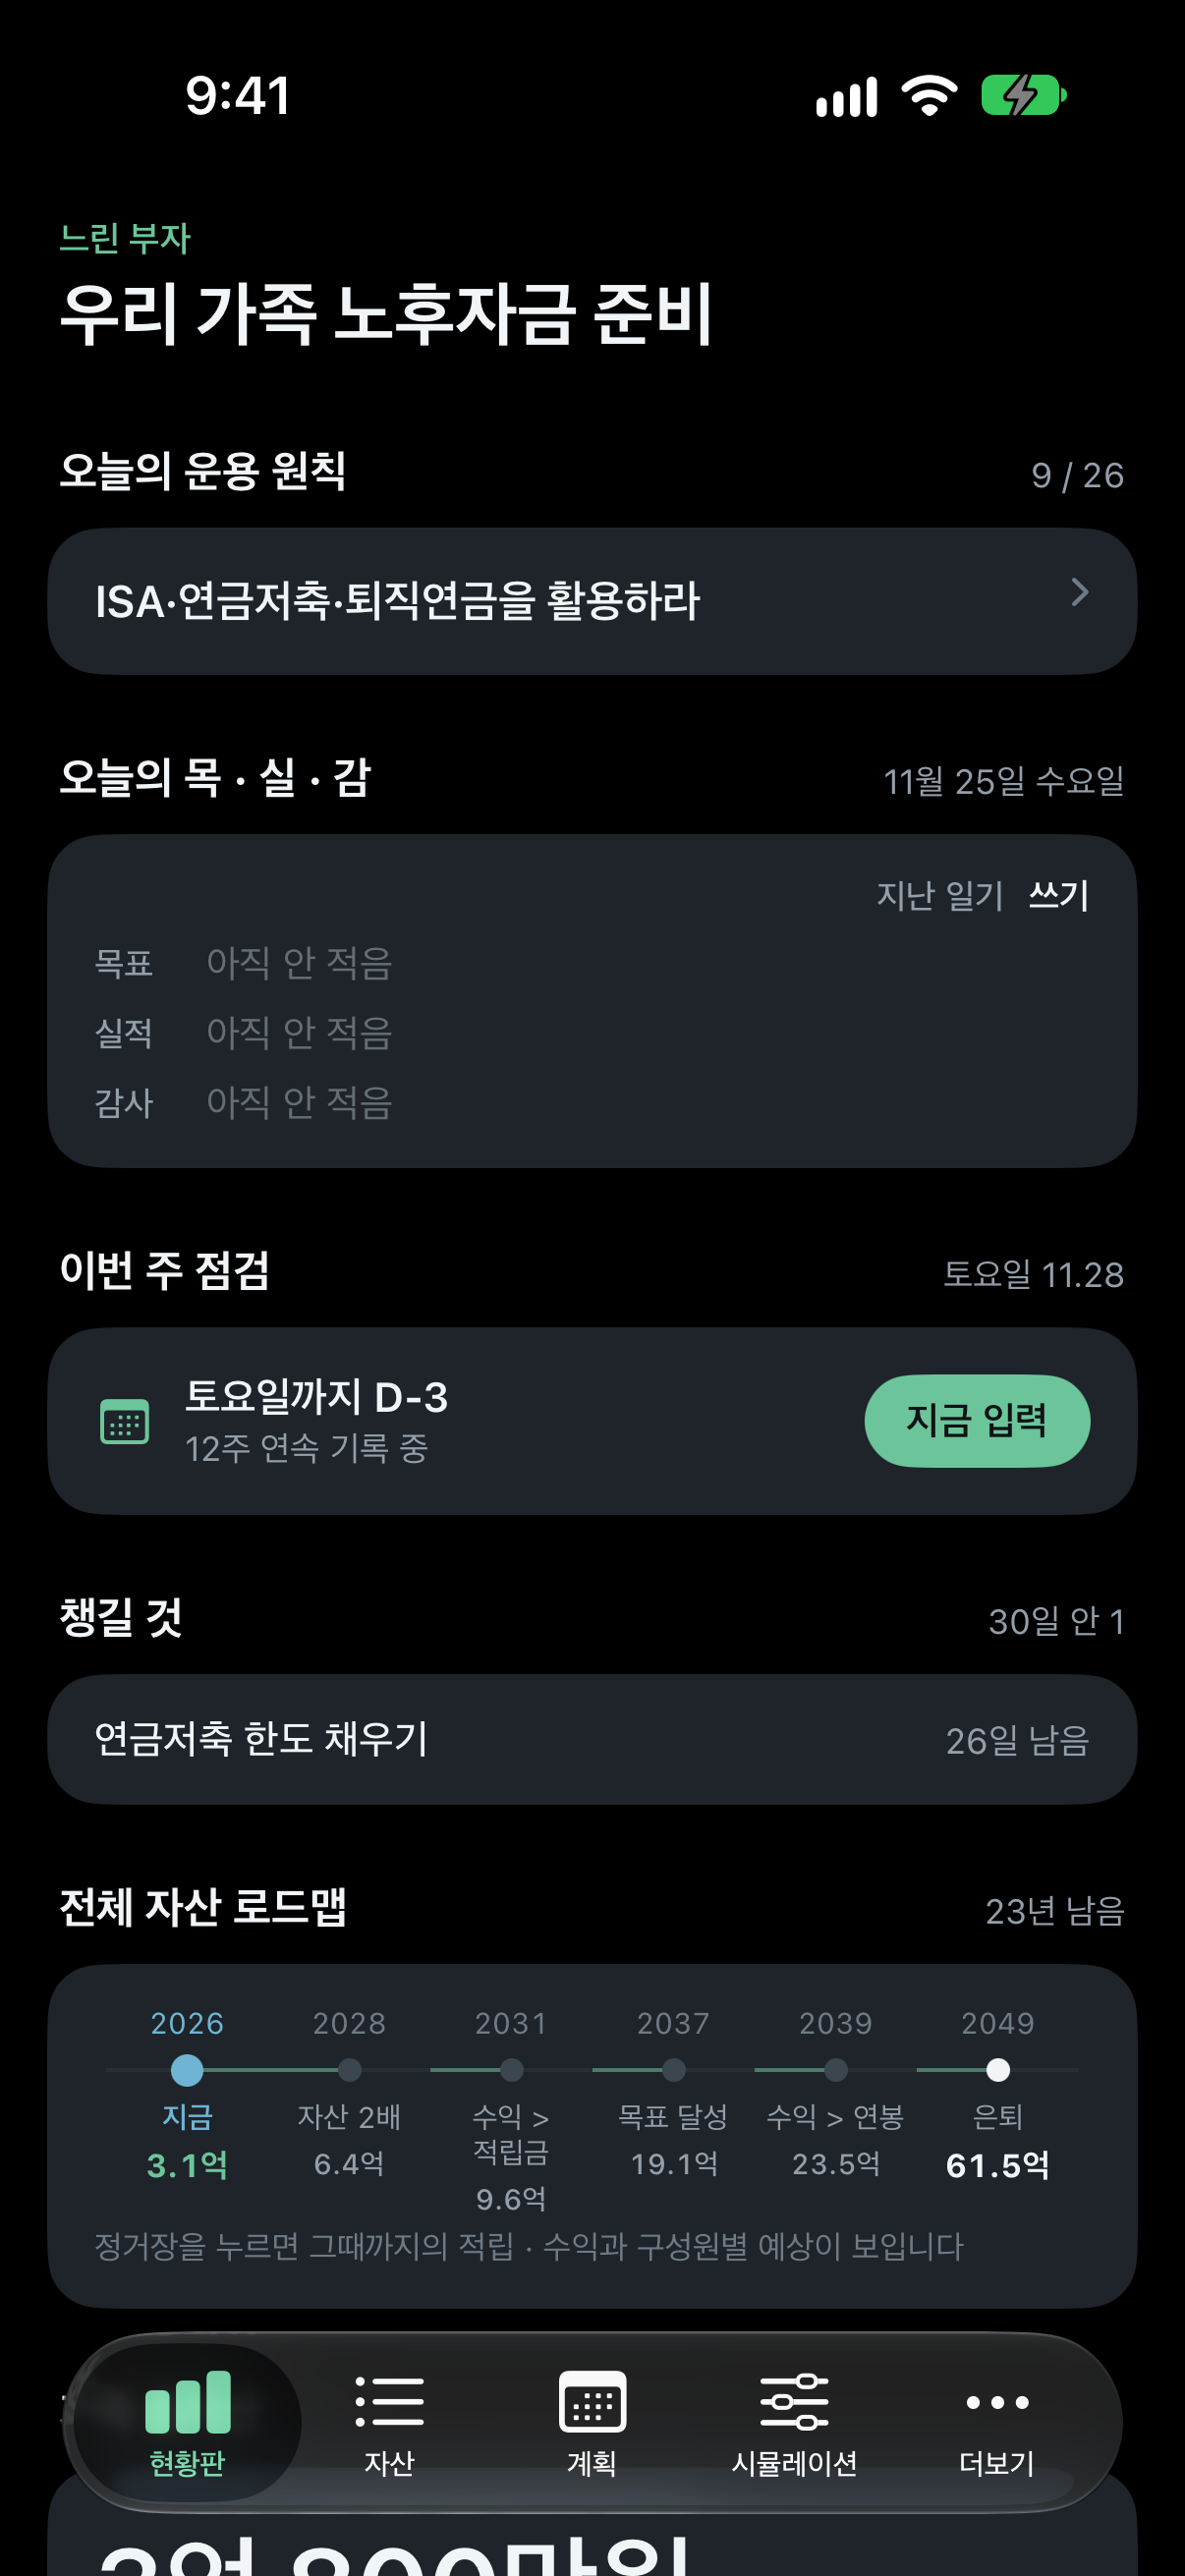 9:41
느린 부자
우리 가족 노후자금 준비
오늘의 운용 원칙
9 / 26
ISA·연금저축·퇴직연금을 활용하라
오늘의 목 · 실 · 감
11월 25일 수요일
지난 일기 쓰기
목표 아직 안 적음
실적 아직 안 적음
감사 아직 안 적음
이번 주 점검
토요일 11.28
토요일까지 D-3
12주 연속 기록 중
지금 입력
챙길 것
30일 안 1
연금저축 한도 채우기
26일 남음
전체 자산 로드맵
23년 남음
2026 2028 2031 2037 2039 2049
지금 자산 2배 수익 > 목표 달성 수익 > 연봉 은퇴
적립금
3.1억 6.4억 19.1억 23.5억 61.5억
9.6억
정거장을 누르면 그때까지의 적립 · 수익과 구성원별 예상이 보입니다
현황판 자산 계획 시뮬레이션 더보기
800만원